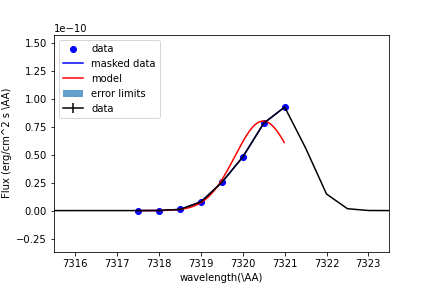 1e−10
1.50
1.25
1.00
0.75
0.50
0.25
0.00
−0.25
Flux (erg/cm^2 s \AA)
data
masked data
model
error limits
data
7316 7317 7318 7319 7320 7321 7322 7323
wavelength(\AA)